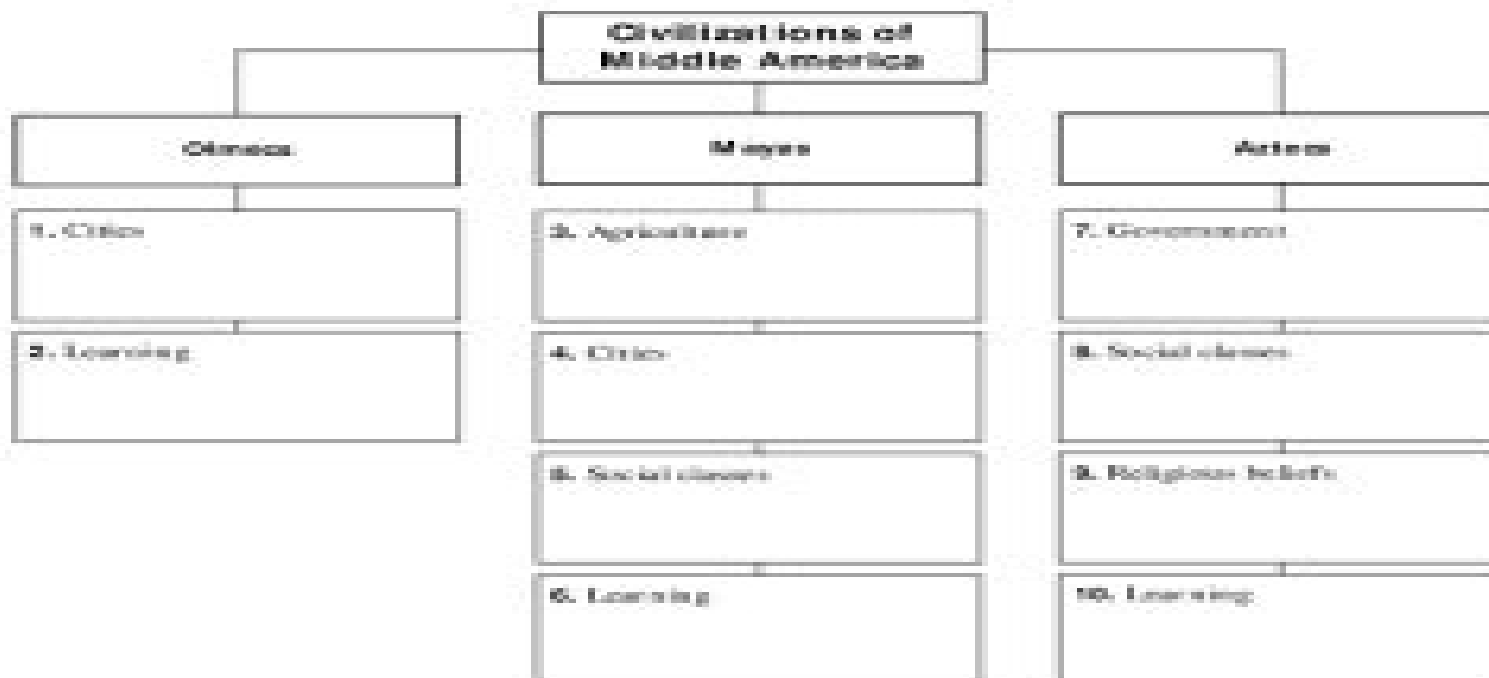 Civilizations of
Middle America
Olmecs
Mayas
Aztecs
1. Cities
2. Learning
3. Agriculture
4. Cities
5. Social classes
6. Learning
7. Government
8. Social classes
9. Religious beliefs
10. Learning